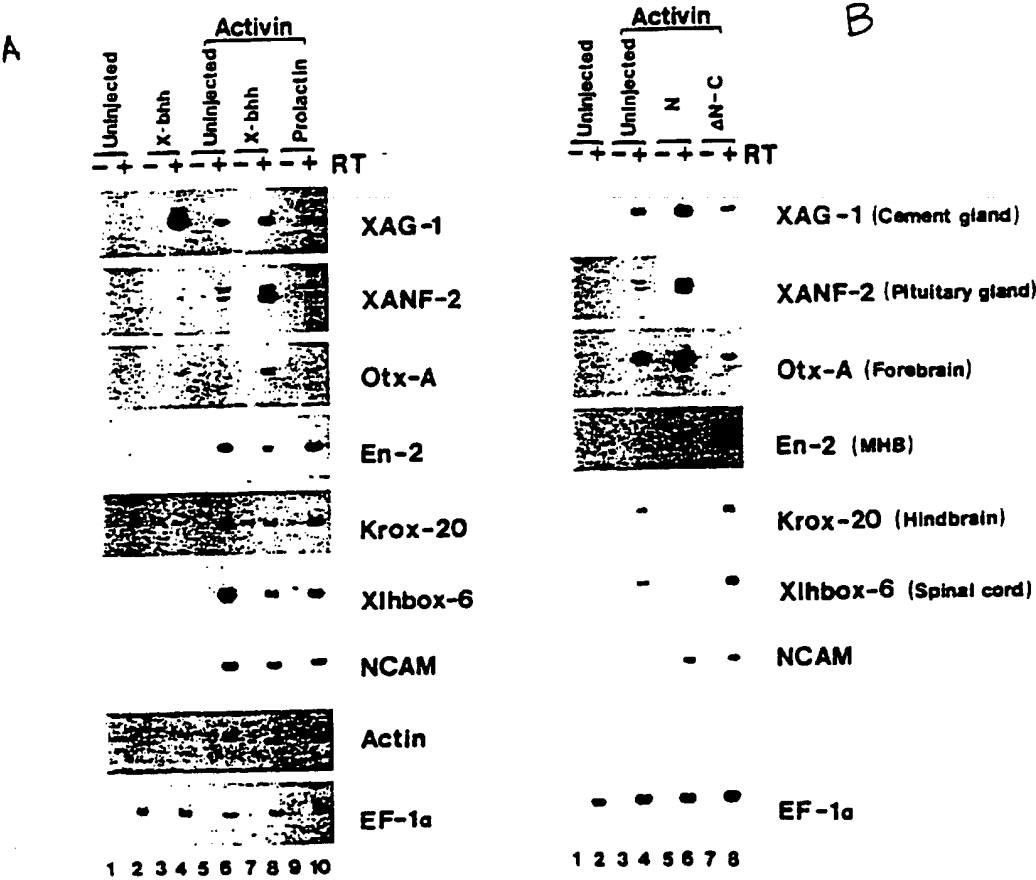 A
Activin
Uninjected
X-bhh
Uninjected
X-bhh
Prolactin
- + - + - + - + - + RT
XAG-1
XANF-2
Otx-A
En-2
Krox-20
Xlhbox-6
NCAM
Actin
EF-1α
1 2 3 4 5 6 7 8 9 10
B
Activin
Uninjected
Uninjected
N
ΔN-C
- + - + - + - + RT
XAG-1 (Cement gland)
XANF-2 (Pituitary gland)
Otx-A (Forebrain)
En-2 (MHB)
Krox-20 (Hindbrain)
Xlhbox-6 (Spinal cord)
NCAM
EF-1α
1 2 3 4 5 6 7 8